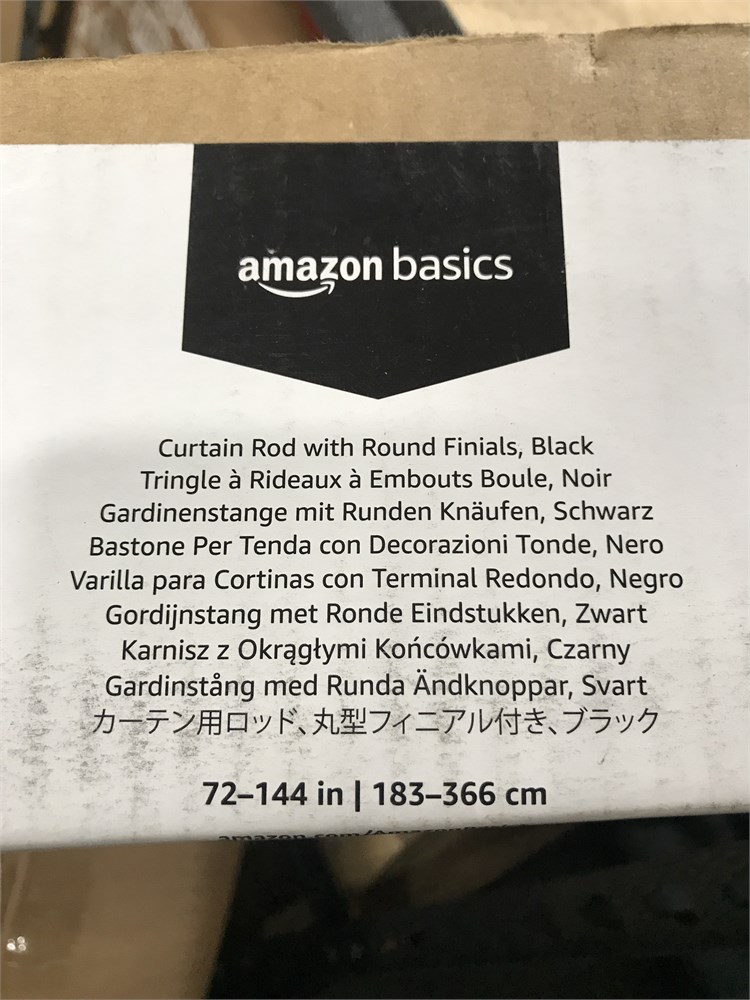 amazon basics
Curtain Rod with Round Finials, Black
Tringle à Rideaux à Embouts Boule, Noir
Gardinenstange mit Runden Knäufen, Schwarz
Bastone Per Tenda con Decorazioni Tonde, Nero
Varilla para Cortinas con Terminal Redondo, Negro
Gordijnstang met Ronde Eindstukken, Zwart
Karnisz z Okrągłymi Końcówkami, Czarny
Gardinstång med Runda Ändknoppar, Svart
カーテン用ロッド、丸型フィニアル付き、ブラック
72–144 in | 183–366 cm